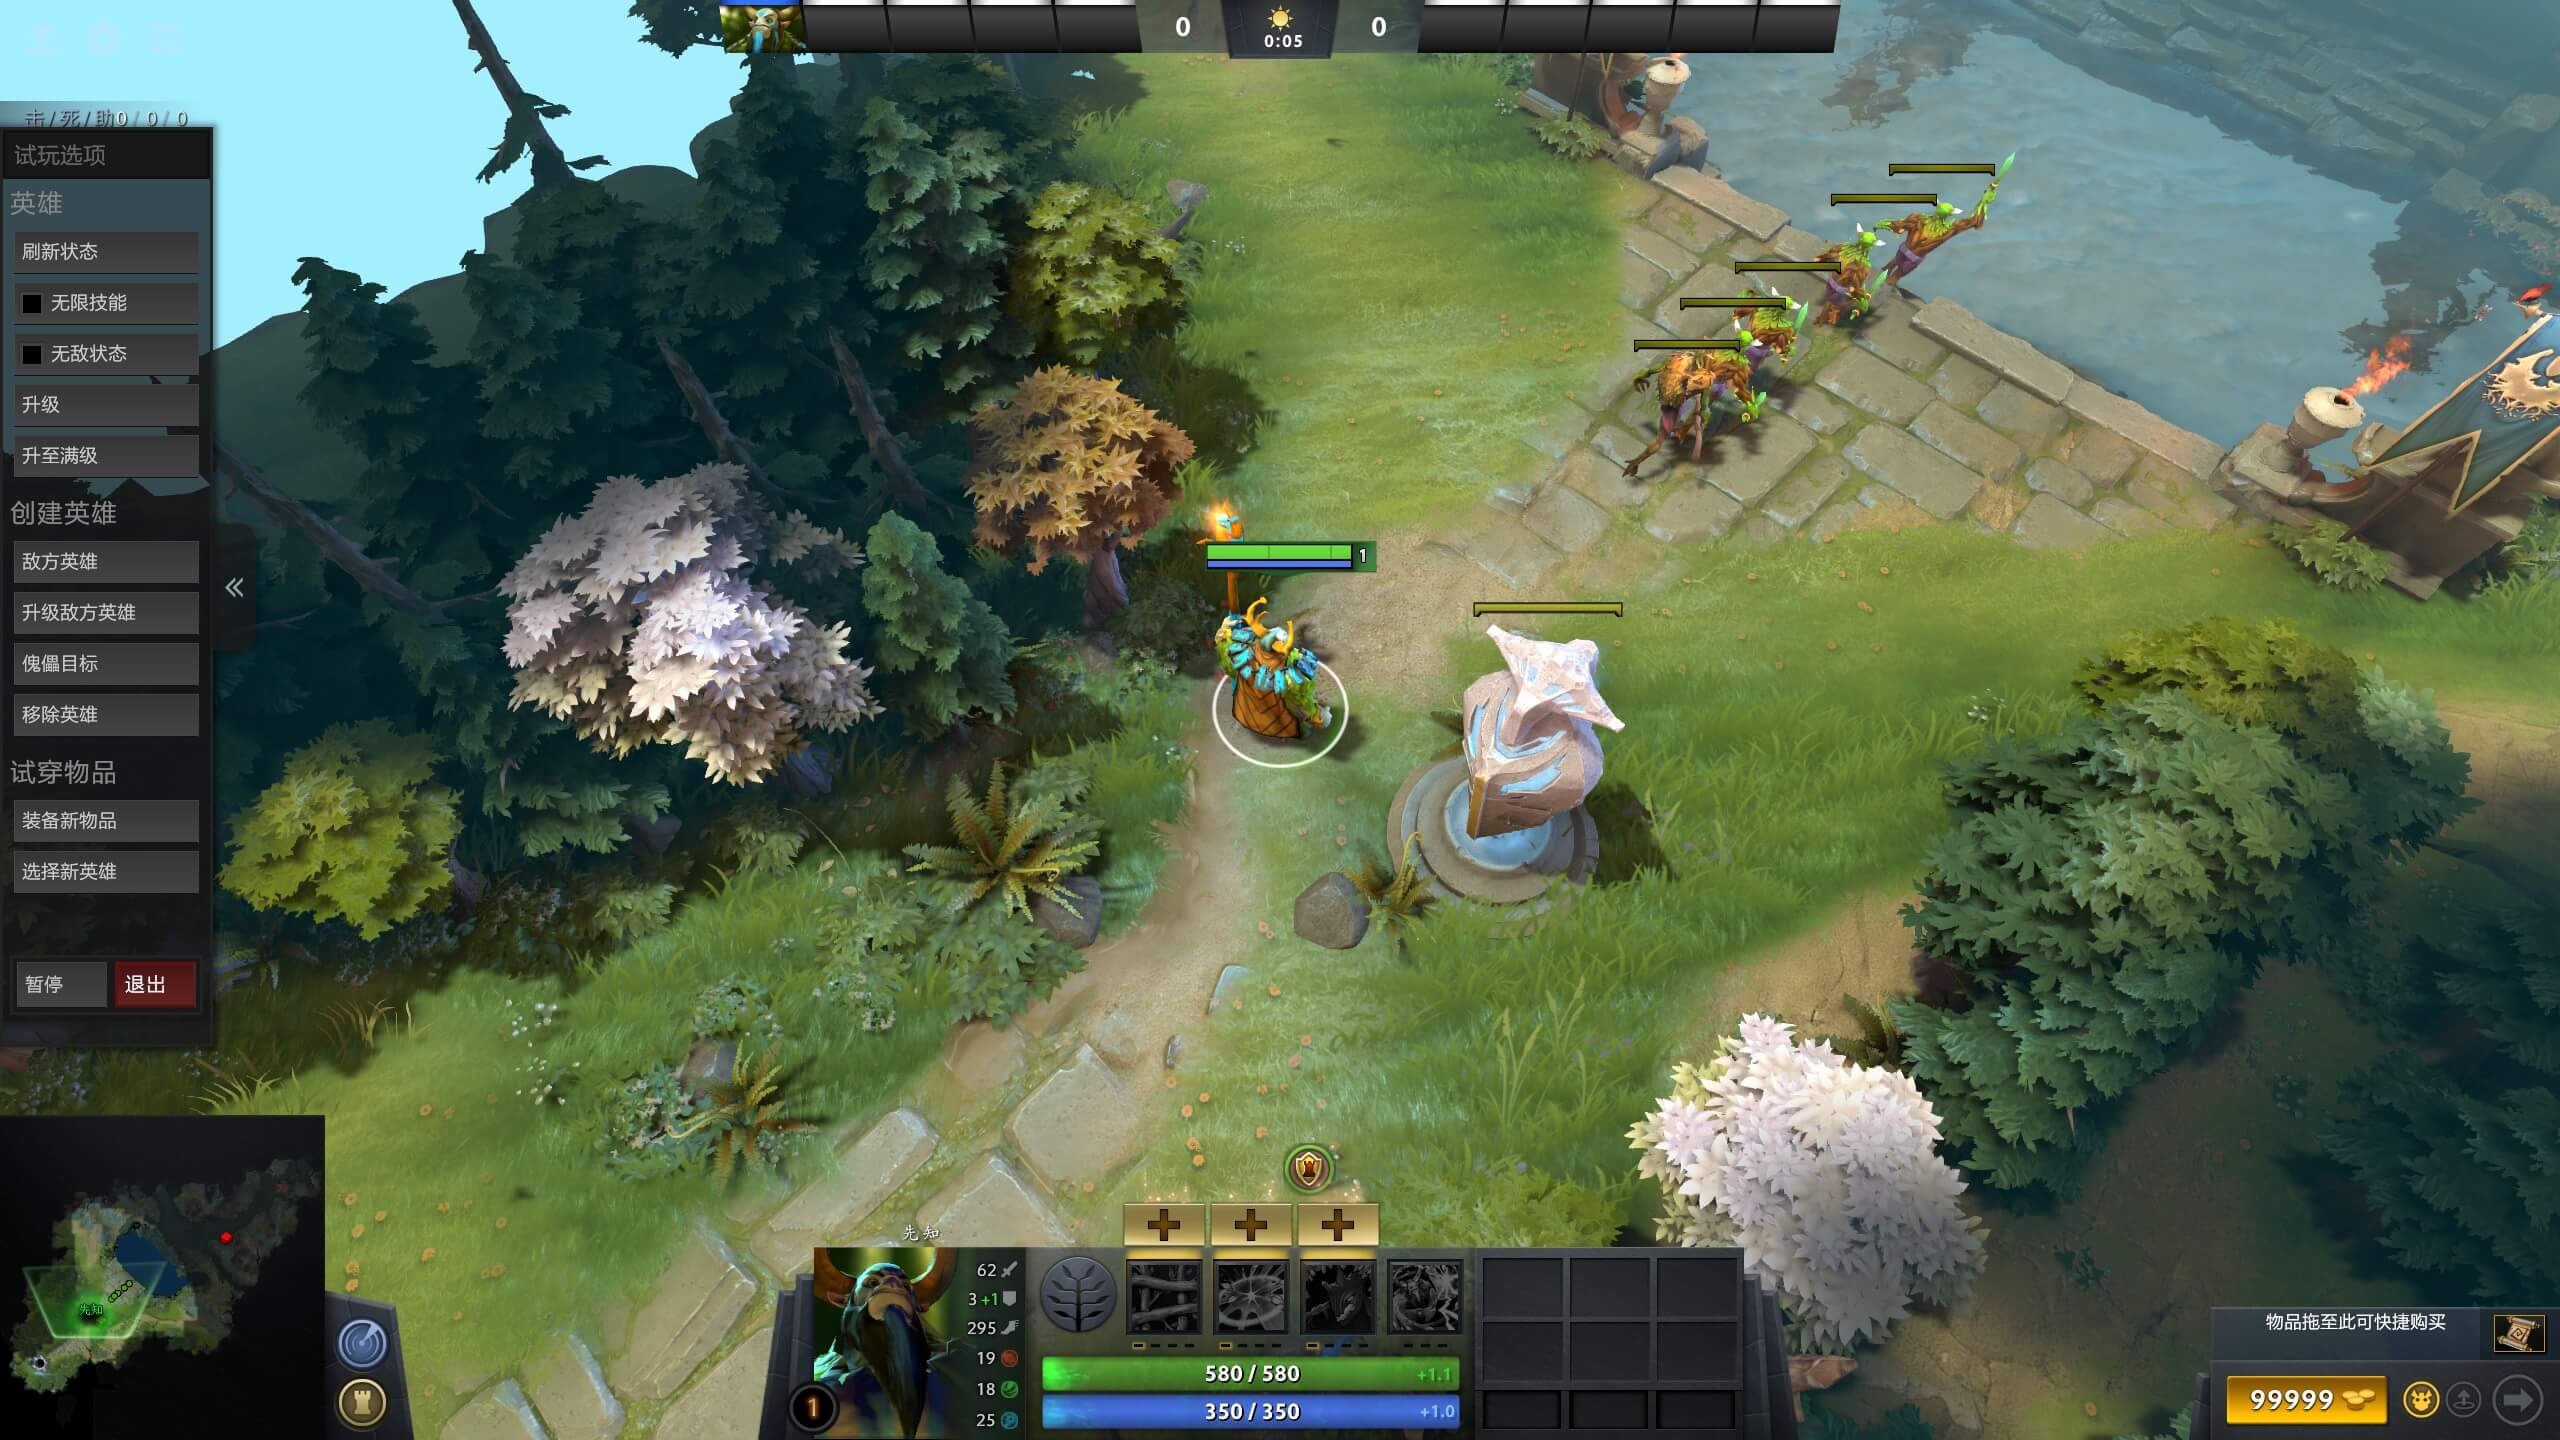 0
0:05
0
击/死/助0/ 0/ 0
试玩选项
英雄
刷新状态
无限技能
无敌状态
升级
升至满级
创建英雄
敌方英雄
升级敌方英雄
傀儡目标
移除英雄
试穿物品
装备新物品
选择新英雄
暂停
退出
1
先知
先知
62
3 +1
295
19
18
25
1
580 / 580
+1.1
350 / 350
+1.0
物品拖至此可快捷购买
99999